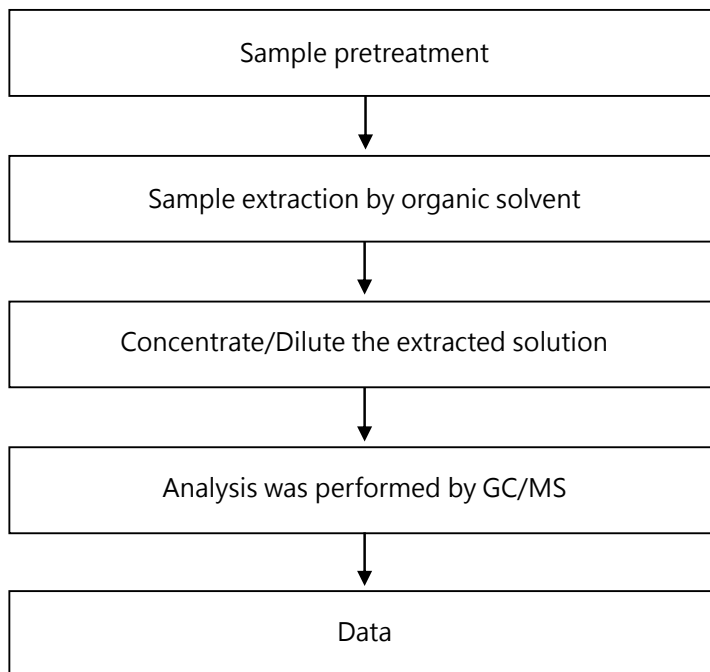 Sample pretreatment
Sample extraction by organic solvent
Concentrate/Dilute the extracted solution
Analysis was performed by GC/MS
Data